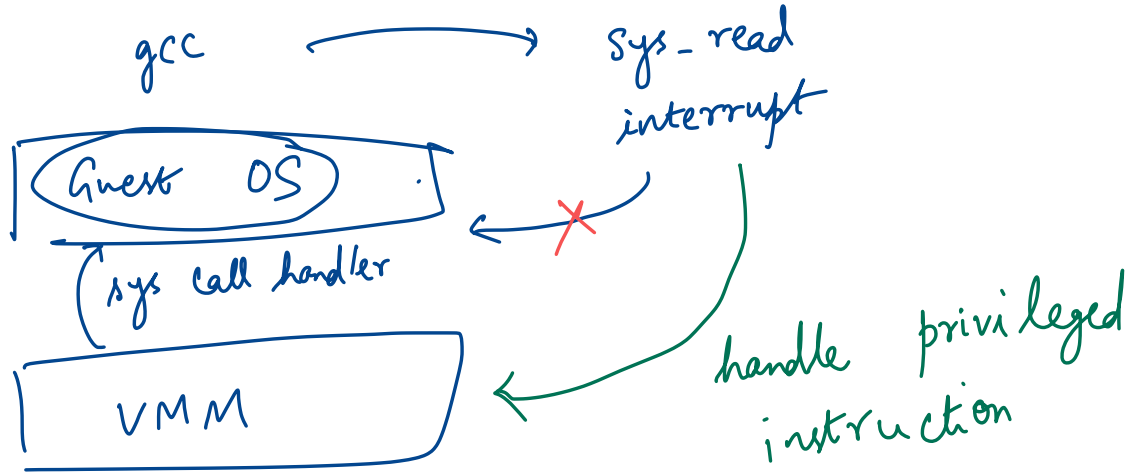 gcc
sys_read
interrupt
Guest OS
sys call handler
handle privileged
instruction
VMM